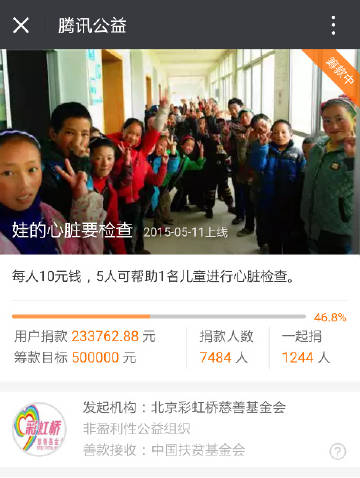 腾讯公益
筹款中
娃的心脏要检查 2015-05-11上线
每人10元钱，5人可帮助1名儿童进行心脏检查。
46.8%
用户捐款 233762.88 元 捐款人数 一起捐
筹款目标 500000 元 7484 人 1244 人
彩虹桥
慈善基金会
发起机构：北京彩虹桥慈善基金会
非盈利性公益组织
善款接收：中国扶贫基金会
?